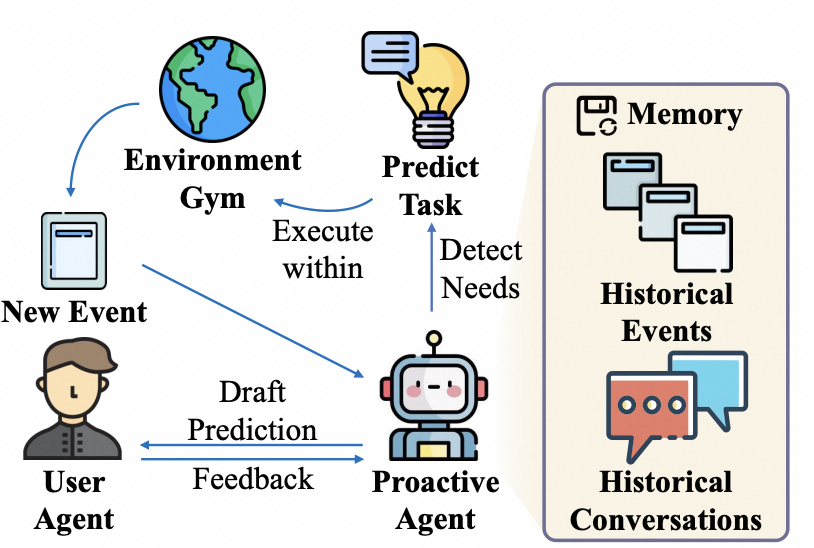 Environment
Gym
Predict
Task
Memory
Execute
within
Detect
Needs
New Event
Historical
Events
Draft
Prediction
Feedback
User
Agent
Proactive
Agent
Historical
Conversations